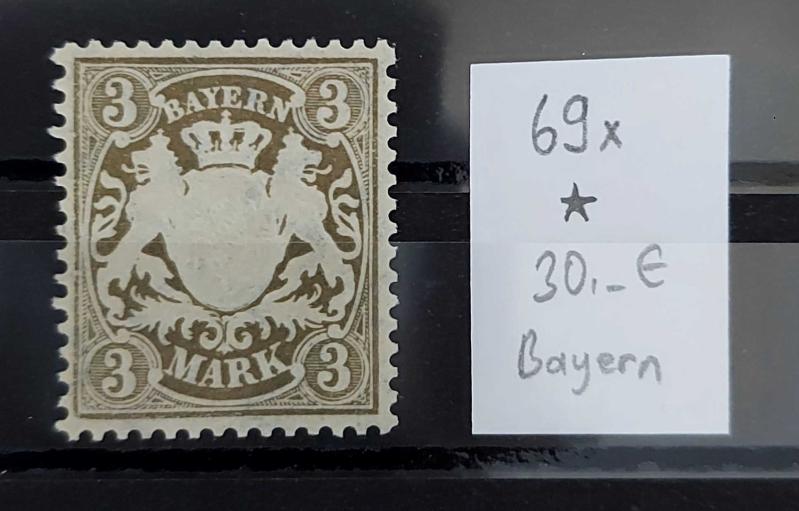 3 BAYERN 3
3 MARK 3
69x
★
30,- €
Bayern